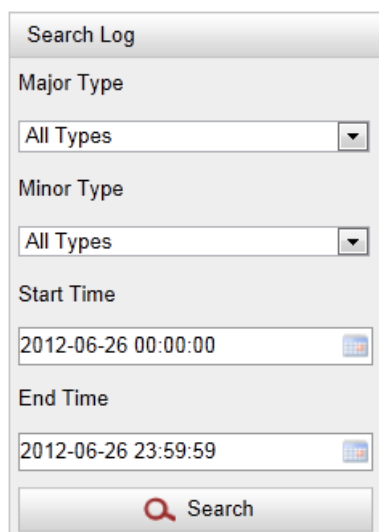 Search Log
Major Type
All Types
Minor Type
All Types
Start Time
2012-06-26 00:00:00
End Time
2012-06-26 23:59:59
Search